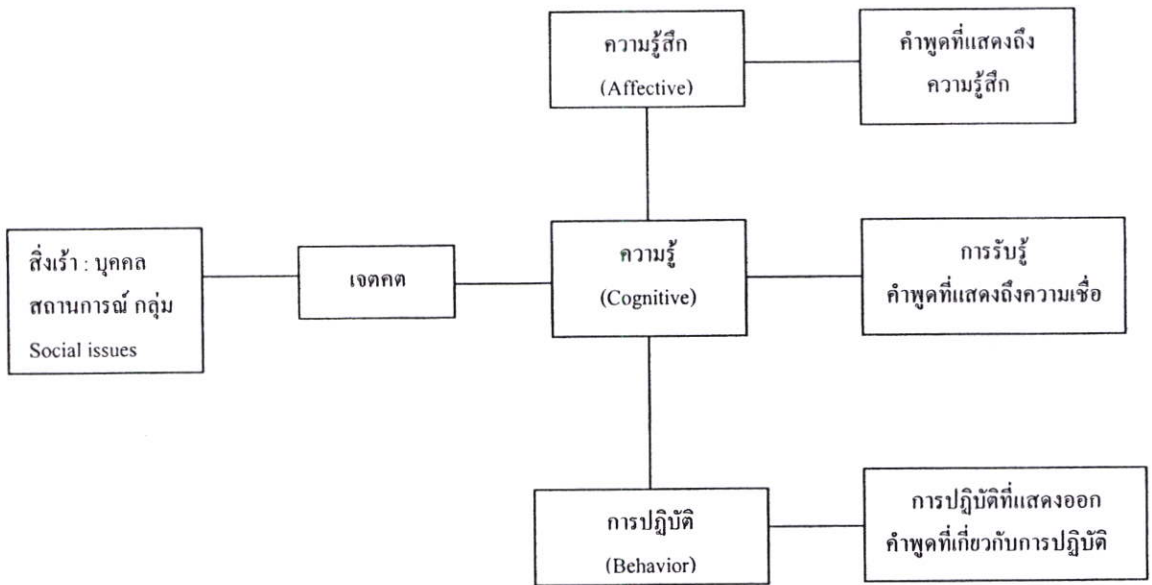 ความรู้สึก
(Affective)
คำพูดที่แสดงถึง
ความรู้สึก
สิ่งเร้า : บุคคล
สถานการณ์ กลุ่ม
Social issues
เจตคต
ความรู้
(Cognitive)
การรับรู้
คำพูดที่แสดงถึงความเชื่อ
การปฏิบัติ
(Behavior)
การปฏิบัติที่แสดงออก
คำพูดที่เกี่ยวกับการปฏิบัติ